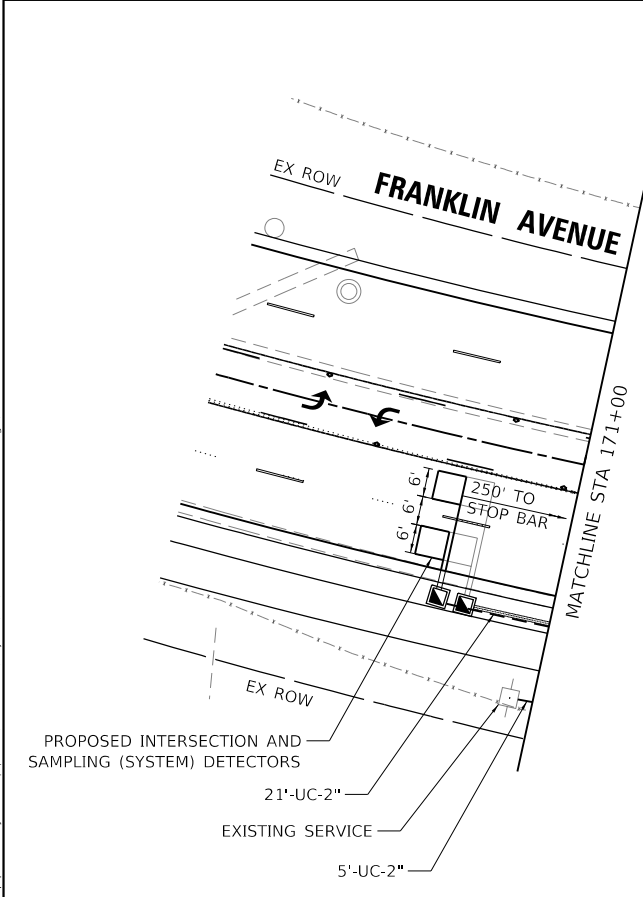 EX ROW
FRANKLIN AVENUE
MATCHLINE STA 171+00
6'
6'
6'
250' TO
STOP BAR
EX ROW
PROPOSED INTERSECTION AND
SAMPLING (SYSTEM) DETECTORS
21'-UC-2"
EXISTING SERVICE
5'-UC-2"